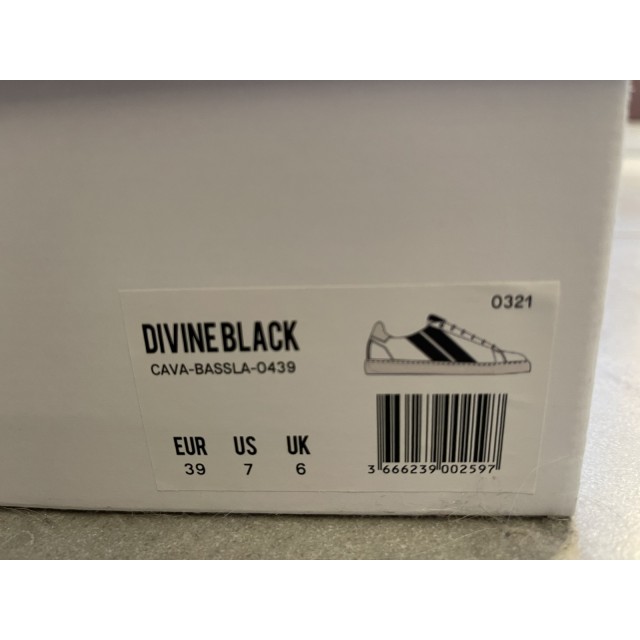 0321
DIVINE BLACK
CAVA-BASSLA-0439
EUR US UK
39 7 6
3 666239 002597